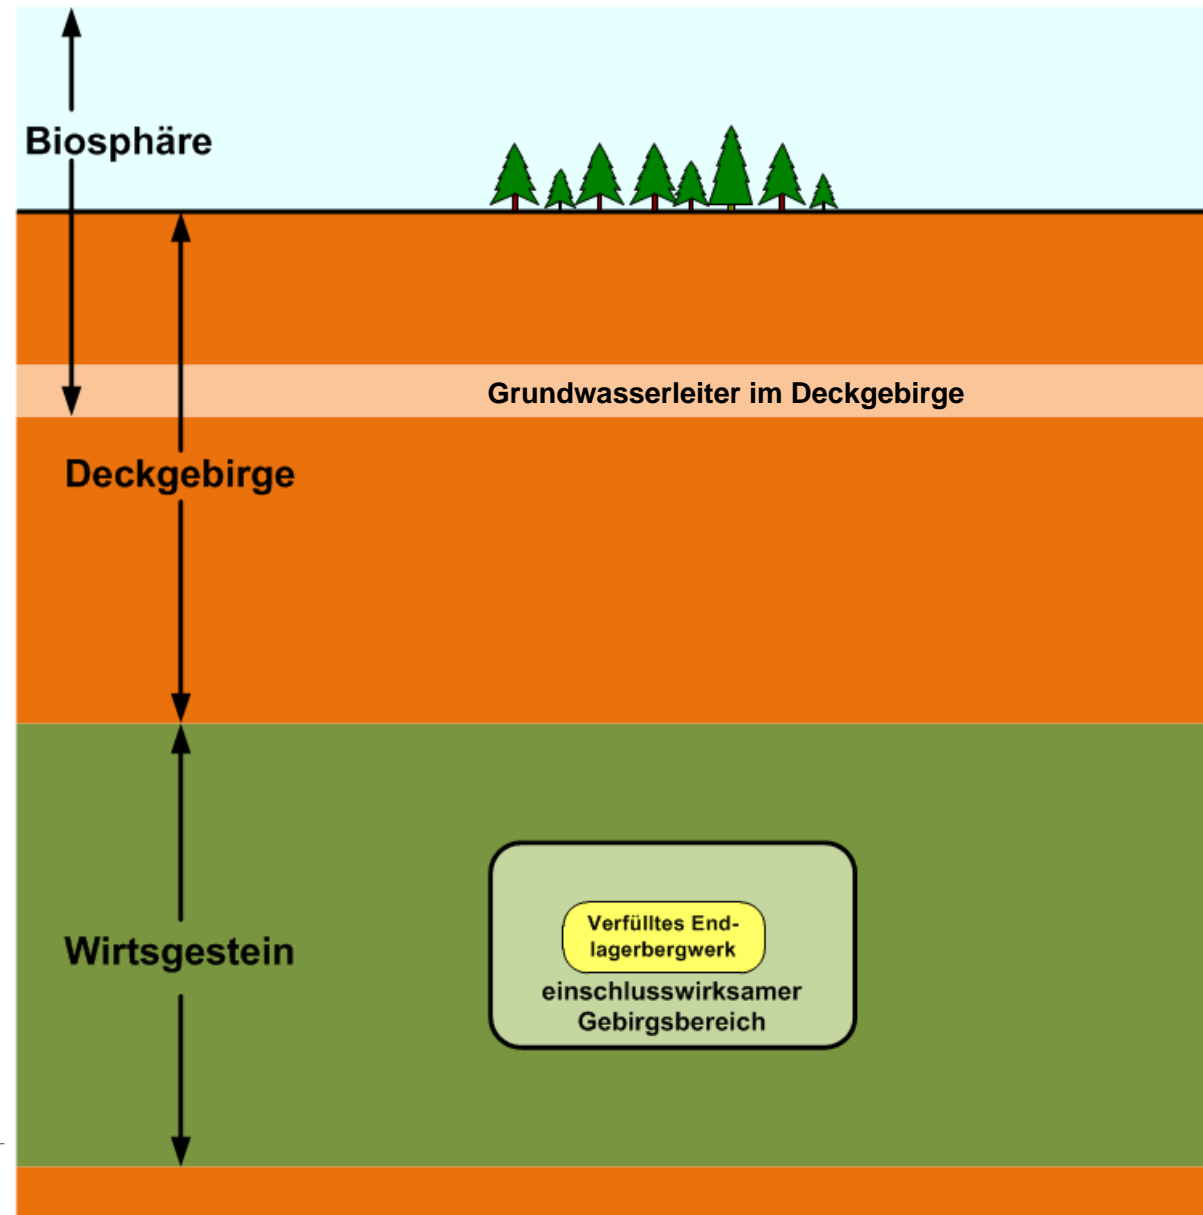 Biosphäre
Grundwasserleiter im Deckgebirge
Deckgebirge
Wirtsgestein
Verfülltes End-
lagerbergwerk
einschlusswirksamer
Gebirgsbereich